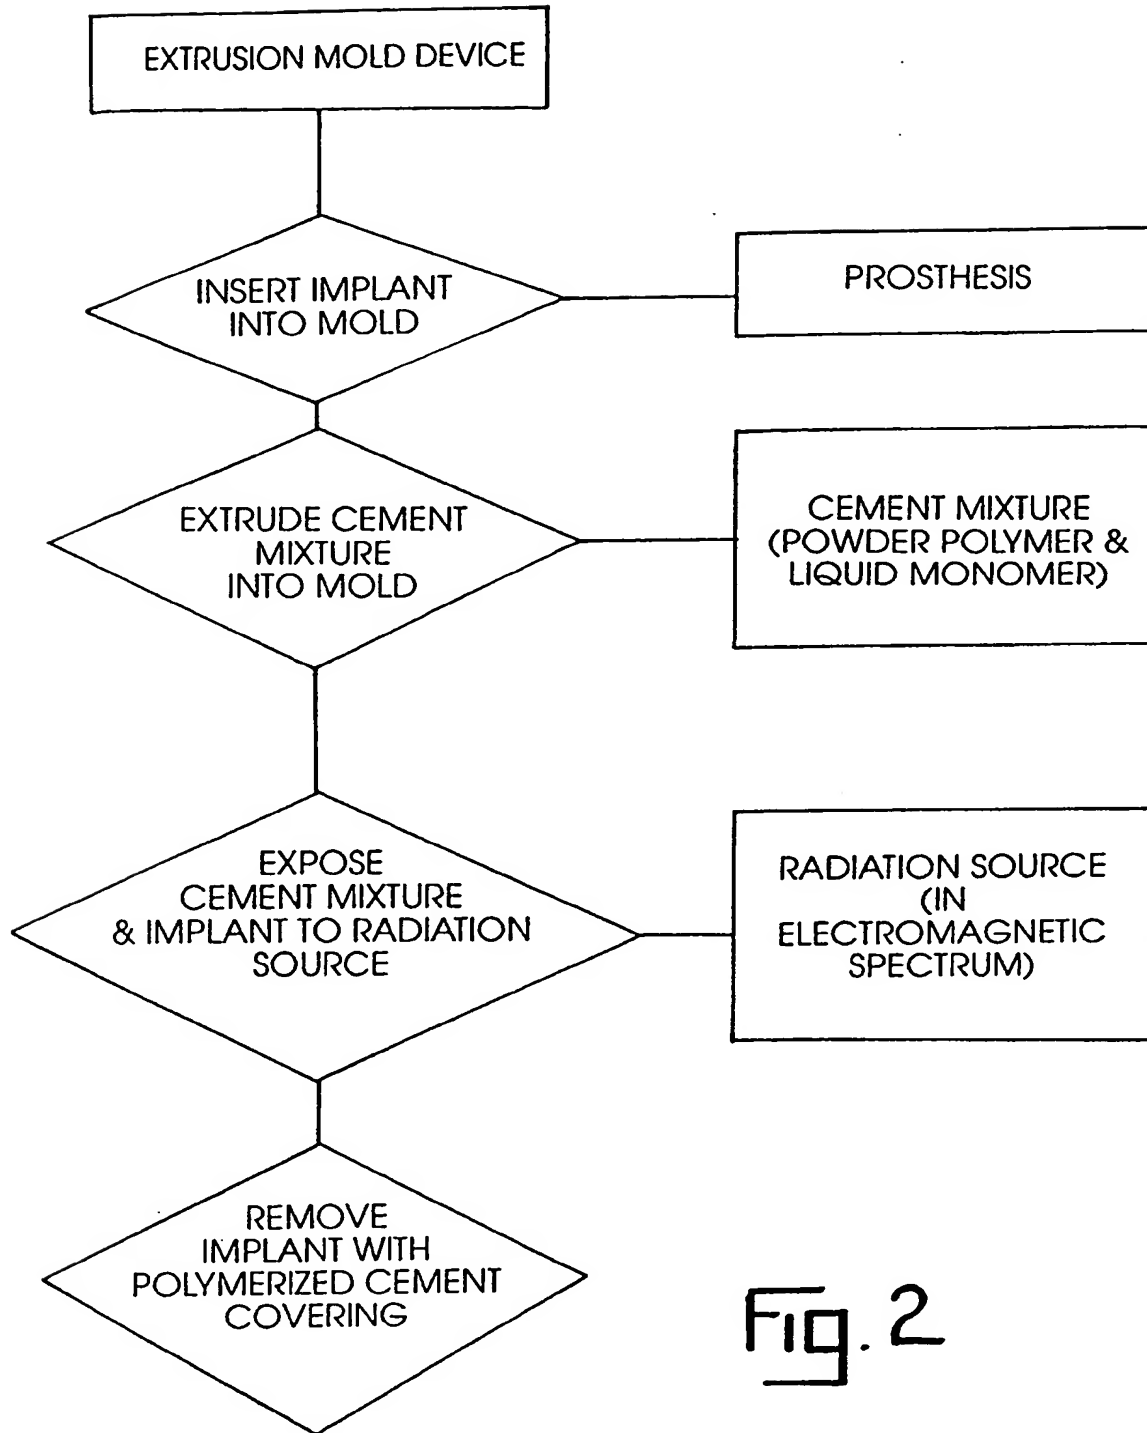 EXTRUSION MOLD DEVICE
INSERT IMPLANT
INTO MOLD
PROSTHESIS
EXTRUDE CEMENT
MIXTURE
INTO MOLD
CEMENT MIXTURE
(POWDER POLYMER &
LIQUID MONOMER)
EXPOSE
CEMENT MIXTURE
& IMPLANT TO RADIATION
SOURCE
RADIATION SOURCE
(IN
ELECTROMAGNETIC
SPECTRUM)
REMOVE
IMPLANT WITH
POLYMERIZED CEMENT
COVERING
Fig. 2